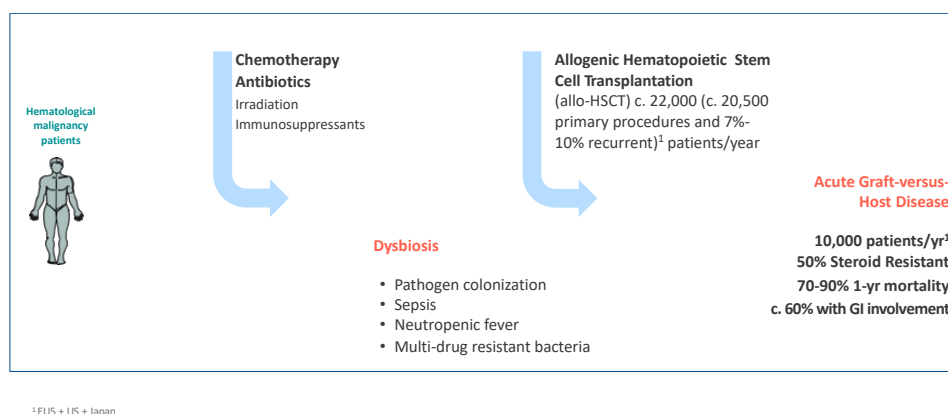 Hematological
malignancy
patients
Chemotherapy
Antibiotics
Irradiation
Immunosuppressants
Dysbiosis
• Pathogen colonization
• Sepsis
• Neutropenic fever
• Multi-drug resistant bacteria
Allogenic Hematopoietic Stem
Cell Transplantation
(allo-HSCT) c. 22,000 (c. 20,500
primary procedures and 7%-
10% recurrent)¹ patients/year
Acute Graft-versus-
Host Disease
10,000 patients/yr¹
50% Steroid Resistant
70-90% 1-yr mortality
c. 60% with GI involvement
¹ EU5 + US + Japan